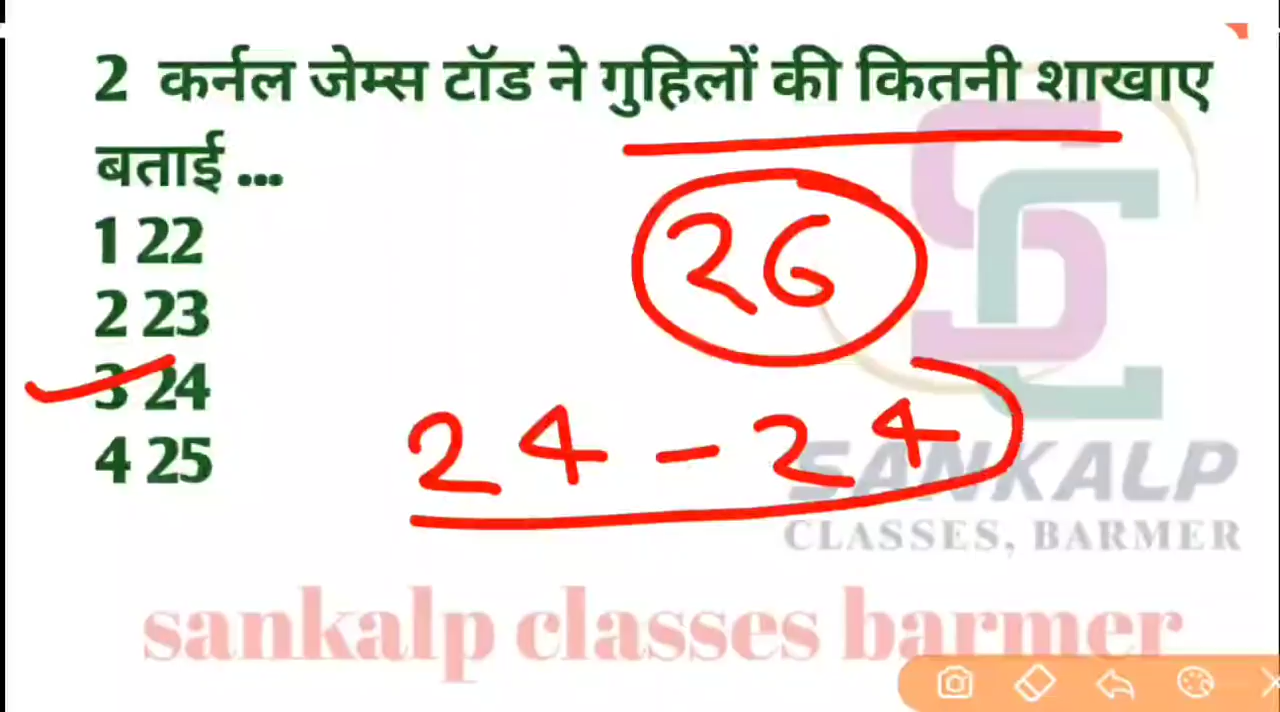 2 कर्नल जेम्स टॉड ने गुहिलों की कितनी शाखाए
बताई ...
1 22
2 23
3 24
4 25
26
24 - 24
SANKALP
CLASSES, BARMER
sankalp classes barmer